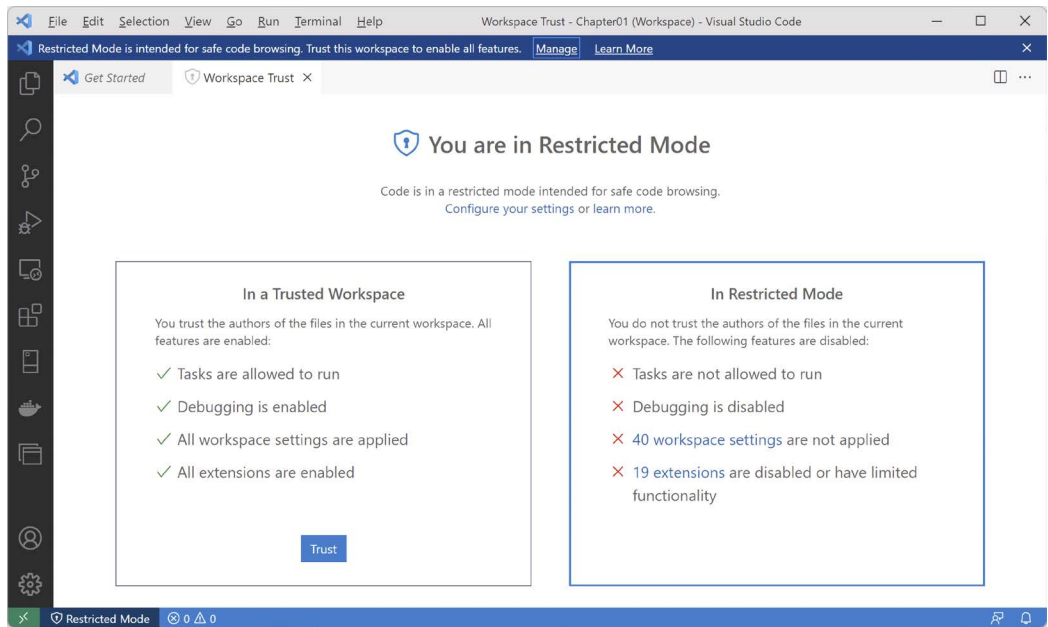 File Edit Selection View Go Run Terminal Help Workspace Trust - Chapter01 (Workspace) - Visual Studio Code
Restricted Mode is intended for safe code browsing. Trust this workspace to enable all features. Manage Learn More
Get Started Workspace Trust
You are in Restricted Mode
Code is in a restricted mode intended for safe code browsing.
Configure your settings or learn more.
In a Trusted Workspace
You trust the authors of the files in the current workspace. All
features are enabled:
Tasks are allowed to run
Debugging is enabled
All workspace settings are applied
All extensions are enabled
Trust
In Restricted Mode
You do not trust the authors of the files in the current
workspace. The following features are disabled:
Tasks are not allowed to run
Debugging is disabled
40 workspace settings are not applied
19 extensions are disabled or have limited
functionality
Restricted Mode 0 0